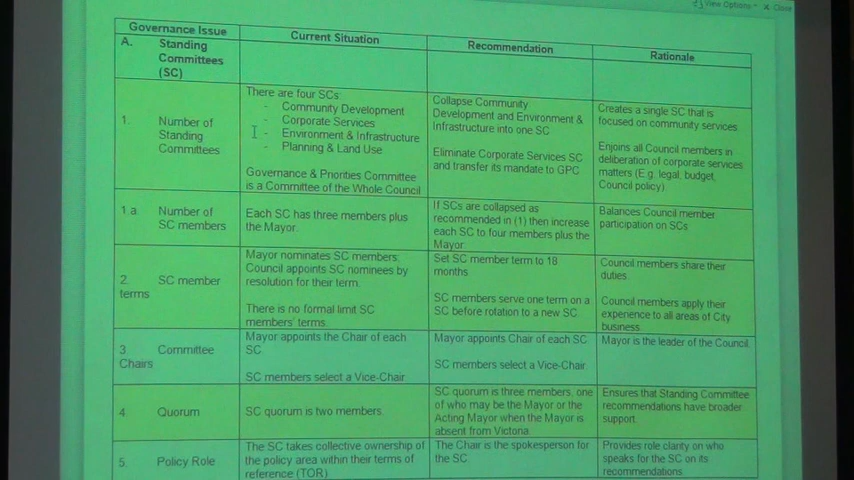 View Options
Close
Governance Issue
Current Situation
Recommendation
Rationale
A. Standing
Committees
(SC)
1. Number of
Standing
Committees
There are four SCs:
- Community Development
- Corporate Services
- Environment & Infrastructure
- Planning & Land Use
Governance & Priorities Committee
is a Committee of the Whole Council
Collapse Community
Development and Environment &
Infrastructure into one SC
Eliminate Corporate Services SC
and transfer its mandate to GPC
Creates a single SC that is
focused on community services
Enjoins all Council members in
deliberation of corporate services
matters (E.g. legal, budget,
Council policy)
1.a Number of
SC members
Each SC has three members plus
the Mayor.
If SCs are collapsed as
recommended in (1) then increase
each SC to four members plus the
Mayor.
Balances Council member
participation on SCs
2. SC member
terms
Mayor nominates SC members;
Council appoints SC nominees by
resolution for their term.
There is no formal limit SC
members' terms.
Set SC member term to 18
months.
SC members serve one term on a
SC before rotation to a new SC
Council members share their
duties.
Council members apply their
experience to all areas of City
business.
3. Committee
Chairs
Mayor appoints the Chair of each
SC.
SC members select a Vice-Chair
Mayor appoints Chair of each SC
SC members select a Vice-Chair.
Mayor is the leader of the Council.
4 Quorum
SC quorum is two members.
SC quorum is three members, one
of who may be the Mayor or the
Acting Mayor when the Mayor is
absent from Victoria.
Ensures that Standing Committee
recommendations have broader
support.
5. Policy Role
The SC takes collective ownership of
the policy area within their terms of
reference (TOR)
The Chair is the spokesperson for
the SC
Provides role clarity on who
speaks for the SC on its
recommendations.